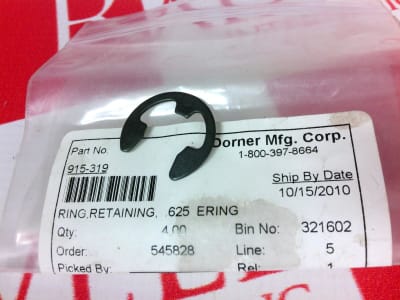 Dorner Mfg. Corp.
Part No.
1-800-397-8664
915-319
Ship By Date
10/15/2010
RING,RETAINING, .625 ERING
Qty: 4.00 Bin No: 321602
Order: 545828 Line: 5
Picked By: Rel: 1